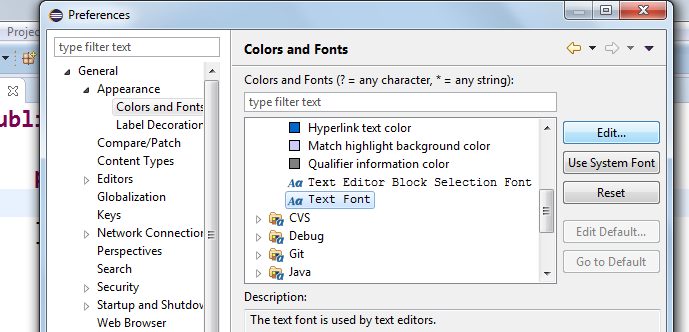 Preferences
Projec
type filter text
General
Appearance
Colors and Fonts
Label Decoration
Compare/Patch
Content Types
Editors
Globalization
Keys
Network Connection
Perspectives
Search
Security
Startup and Shutdow
Web Browser
ubli
Colors and Fonts
Colors and Fonts (? = any character, * = any string):
type filter text
Hyperlink text color
Match highlight background color
Qualifier information color
Aa Text Editor Block Selection Font
Aa Text Font
CVS
Debug
Git
Java
Edit...
Use System Font
Reset
Edit Default...
Go to Default
Description:
The text font is used by text editors.